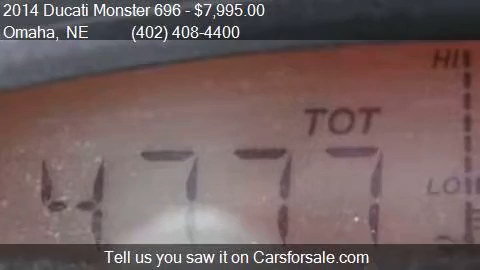 2014 Ducati Monster 696 - $7,995.00
Omaha, NE (402) 408-4400
HI
TOT
4777
LO
Tell us you saw it on Carsforsale.com